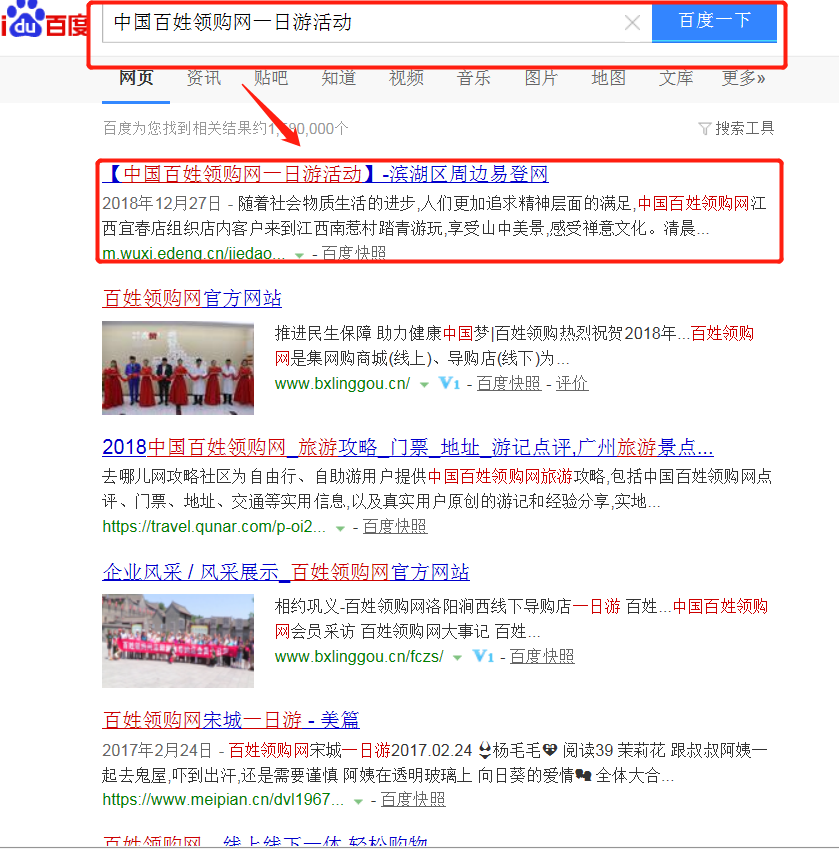 Bai du 百度
中国百姓领购网一日游活动
百度一下
网页 资讯 贴吧 知道 视频 音乐 图片 地图 文库 更多»
百度为您找到相关结果约1,590,000个
搜索工具
【中国百姓领购网一日游活动】-滨湖区周边易登网
2018年12月27日 - 随着社会物质生活的进步,人们更加追求精神层面的满足,中国百姓领购网江
西宜春店组织店内客户来到江西南惹村踏青游玩,享受山中美景,感受禅意文化。清晨...
m.wuxi.edeng.cn/jiedao... - 百度快照
百姓领购网官方网站
推进民生保障 助力健康中国梦|百姓领购热烈祝贺2018年...百姓领购
网是集网购商城(线上)、导购店(线下)为...
www.bxlinggou.cn/ V1 - 百度快照 - 评价
2018中国百姓领购网_旅游攻略_门票_地址_游记点评,广州旅游景点...
去哪儿网攻略社区为自由行、自助游用户提供中国百姓领购网旅游攻略,包括中国百姓领购网点
评、门票、地址、交通等实用信息,以及真实用户原创的游记和经验分享,实地...
https://travel.qunar.com/p-oi2... - 百度快照
企业风采 / 风采展示_百姓领购网官方网站
相约巩义-百姓领购网洛阳涧西线下导购店一日游 百姓...中国百姓领购
网会员采访 百姓领购网大事记 百姓...
www.bxlinggou.cn/fczs/ V1 - 百度快照
百姓领购网宋城一日游 - 美篇
2017年2月24日 - 百姓领购网宋城一日游2017.02.24 杨毛毛 阅读39 茉莉花 跟叔叔阿姨一
起去鬼屋,吓到出汗,还是需要谨慎 阿姨在透明玻璃上 向日葵的爱情 全体大合...
https://www.meipian.cn/dvl1967... - 百度快照
百姓领购网 线上线下一体 轻松购物